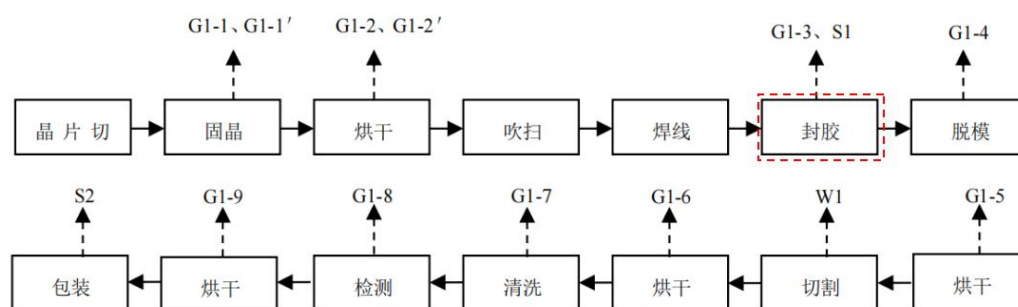 G1-1、G1-1′
G1-2、G1-2′
G1-3、S1
G1-4
晶 片 切
固晶
烘干
吹扫
焊线
封胶
脱模
S2
G1-9
G1-8
G1-7
G1-6
W1
G1-5
包装
烘干
检测
清洗
烘干
切割
烘干